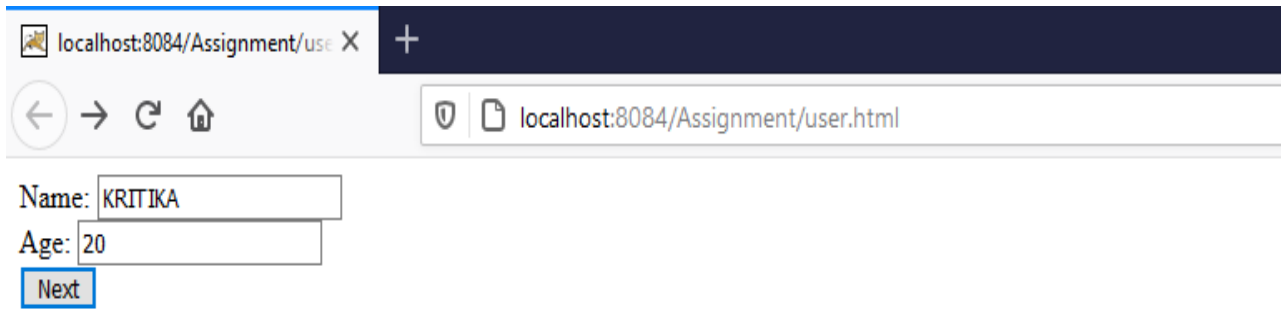 localhost:8084/Assignment/use
localhost:8084/Assignment/user.html
Name: KRITIKA
Age: 20
Next